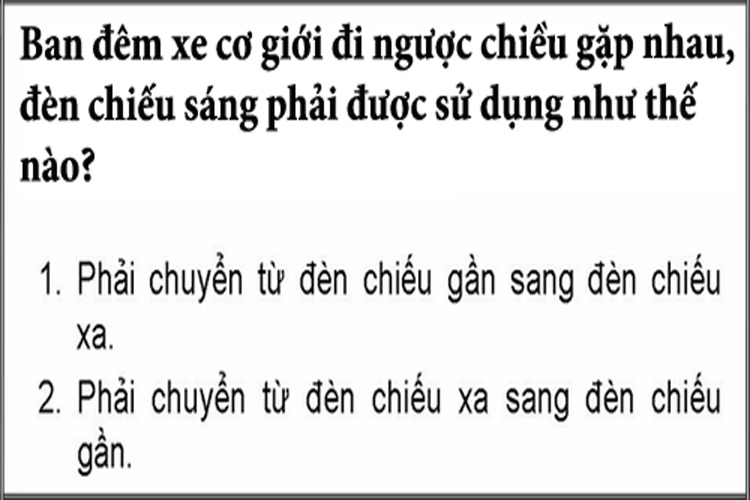 Ban đêm xe cơ giới đi ngược chiều gặp nhau,
đèn chiếu sáng phải được sử dụng như thế
nào?
1. Phải chuyển từ đèn chiếu gần sang đèn chiếu
xa.
2. Phải chuyển từ đèn chiếu xa sang đèn chiếu
gần.